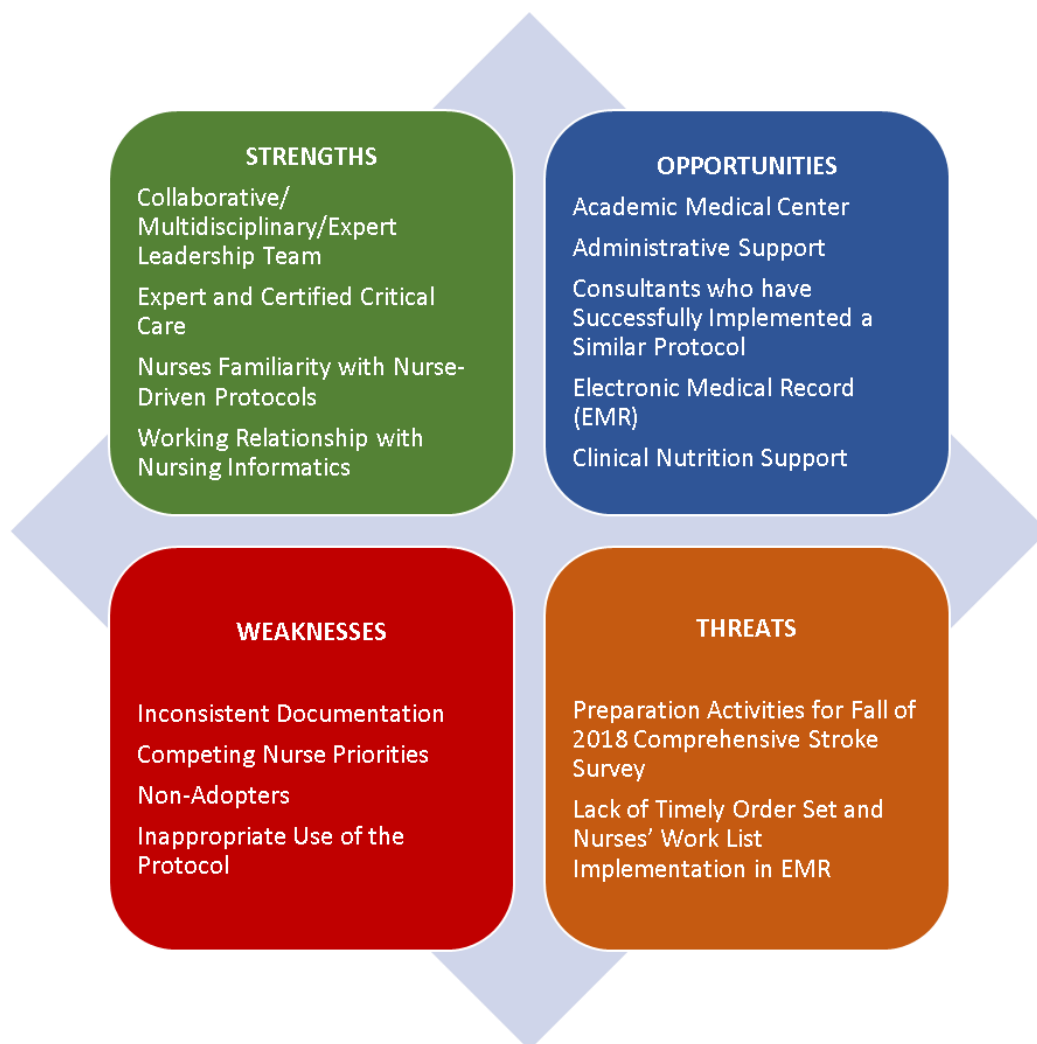 STRENGTHS
Collaborative/
Multidisciplinary/Expert
Leadership Team
Expert and Certified Critical
Care
Nurses Familiarity with Nurse-
Driven Protocols
Working Relationship with
Nursing Informatics
OPPORTUNITIES
Academic Medical Center
Administrative Support
Consultants who have
Successfully Implemented a
Similar Protocol
Electronic Medical Record
(EMR)
Clinical Nutrition Support
WEAKNESSES
Inconsistent Documentation
Competing Nurse Priorities
Non-Adopters
Inappropriate Use of the
Protocol
THREATS
Preparation Activities for Fall of
2018 Comprehensive Stroke
Survey
Lack of Timely Order Set and
Nurses’ Work List
Implementation in EMR